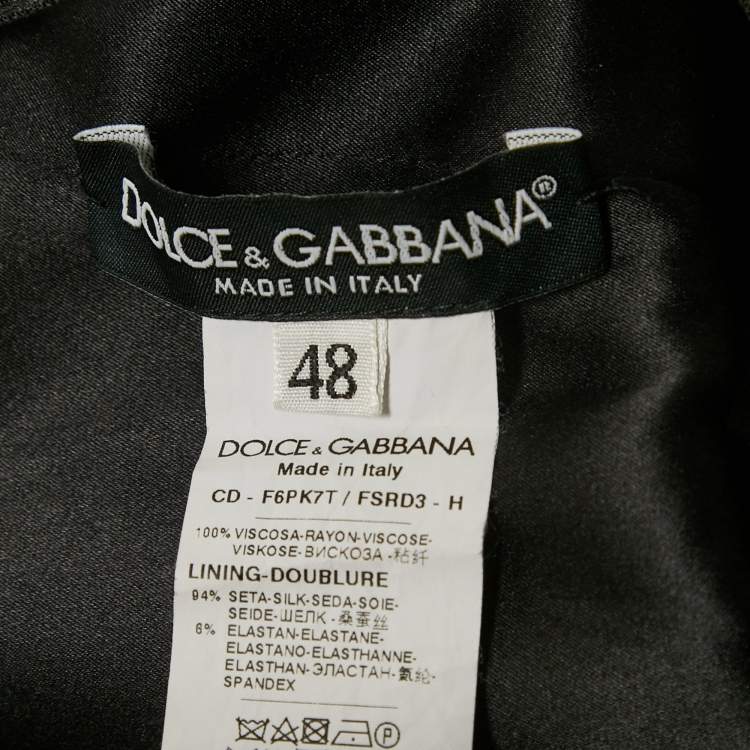 DOLCE & GABBANA®
MADE IN ITALY
48
DOLCE & GABBANA
Made in Italy
CD - F6PK7T / FSRD3 - H
100% VISCOSA-RAYON-VISCOSE-
VISKOSE-ВИСКОЗА -粘纤
LINING-DOUBLURE
94% SETA-SILK-SEDA-SOIE-
SEIDE-ШЕЛК -桑蚕丝
6% ELASTAN-ELASTANE-
ELASTANO-ELASTHANNE-
ELASTHAN-ЭЛАСТАН-氨纶-
SPANDEX
P